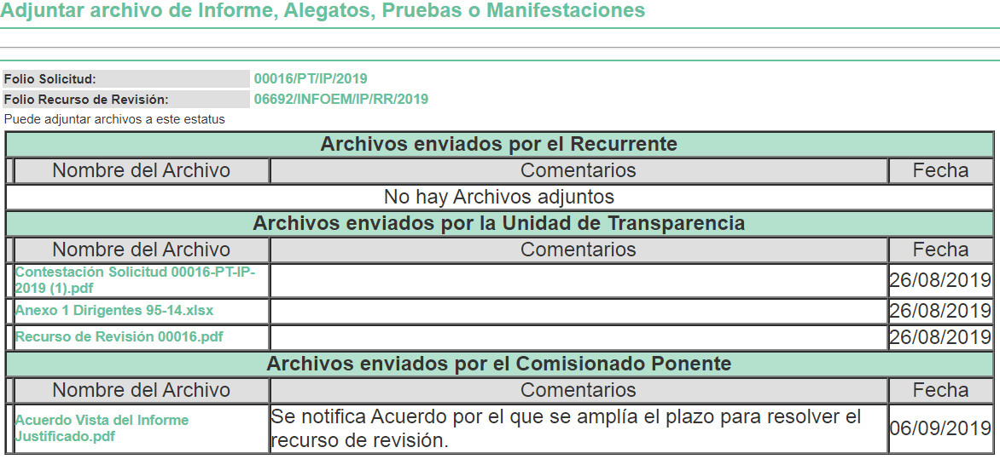 Adjuntar archivo de Informe, Alegatos, Pruebas o Manifestaciones
Folio Solicitud: 00016/PT/IP/2019
Folio Recurso de Revisión: 06692/INFOEM/IP/RR/2019
Puede adjuntar archivos a este estatus
Archivos enviados por el Recurrente
Nombre del Archivo Comentarios Fecha
No hay Archivos adjuntos
Archivos enviados por la Unidad de Transparencia
Nombre del Archivo Comentarios Fecha
Contestación Solicitud 00016-PT-IP-
2019 (1).pdf 26/08/2019
Anexo 1 Dirigentes 95-14.xlsx 26/08/2019
Recurso de Revisión 00016.pdf 26/08/2019
Archivos enviados por el Comisionado Ponente
Nombre del Archivo Comentarios Fecha
Acuerdo Vista del Informe
Justificado.pdf
Se notifica Acuerdo por el que se amplía el plazo para resolver el
recurso de revisión.
06/09/2019